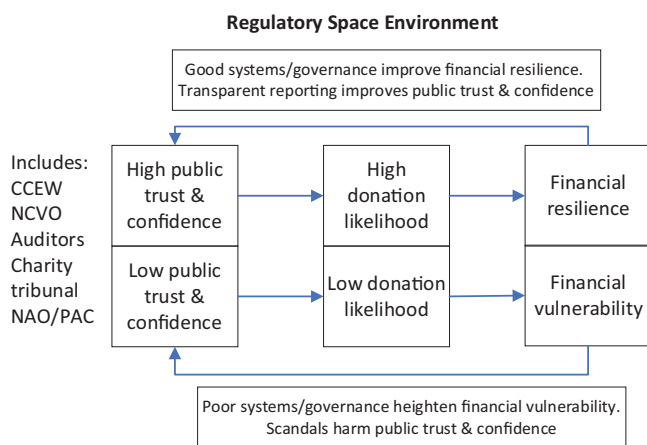 Regulatory Space Environment
Good systems/governance improve financial resilience.
Transparent reporting improves public trust & confidence
Includes:
CCEW
NCVO
Auditors
Charity
tribunal
NAO/PAC
High public
trust &
confidence
High
donation
likelihood
Financial
resilience
Low public
trust &
confidence
Low donation
likelihood
Financial
vulnerability
Poor systems/governance heighten financial vulnerability.
Scandals harm public trust & confidence